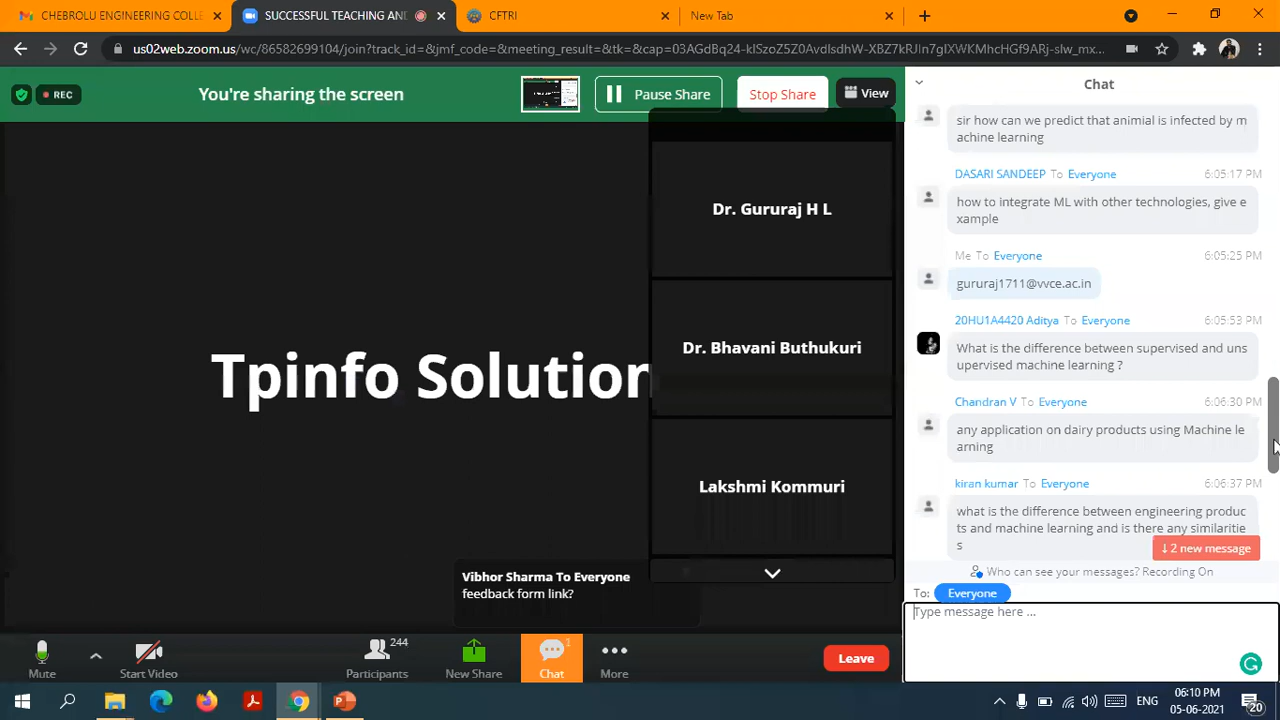 CHEBROLU ENGINEERING COLLE
SUCCESSFUL TEACHING AND
CFTRI
New Tab
us02web.zoom.us/wc/86582699104/join?track_id=&jmf_code=&meeting_result=&tk=&cap=03AGdBq24-klSzoZ5Z0AvdlsdhW-XBZ7kRJln7glXWKMhcHGf9ARj-slw_mx...
REC
You're sharing the screen
Pause Share
Stop Share
View
Tpinfo Solution
Dr. Gururaj H L
Dr. Bhavani Buthukuri
Lakshmi Kommuri
Vibhor Sharma To Everyone
feedback form link?
Chat
sir how can we predict that animial is infected by m
achine learning
DASARI SANDEEP To Everyone 6:05:17 PM
how to integrate ML with other technologies, give e
xample
Me To Everyone 6:05:25 PM
gururaj1711@vvce.ac.in
20HU1A4420 Aditya To Everyone 6:05:53 PM
What is the difference between supervised and uns
upervised machine learning ?
Chandran V To Everyone 6:06:30 PM
any application on dairy products using Machine le
arning
kiran kumar To Everyone 6:06:37 PM
what is the difference between engineering produc
ts and machine learning and is there any similaritie
s
↓ 2 new message
Who can see your messages? Recording On
To: Everyone
Type message here ...
Mute
Start Video
244
Participants
New Share
1
Chat
More
Leave
ENG
06:10 PM
05-06-2021
20